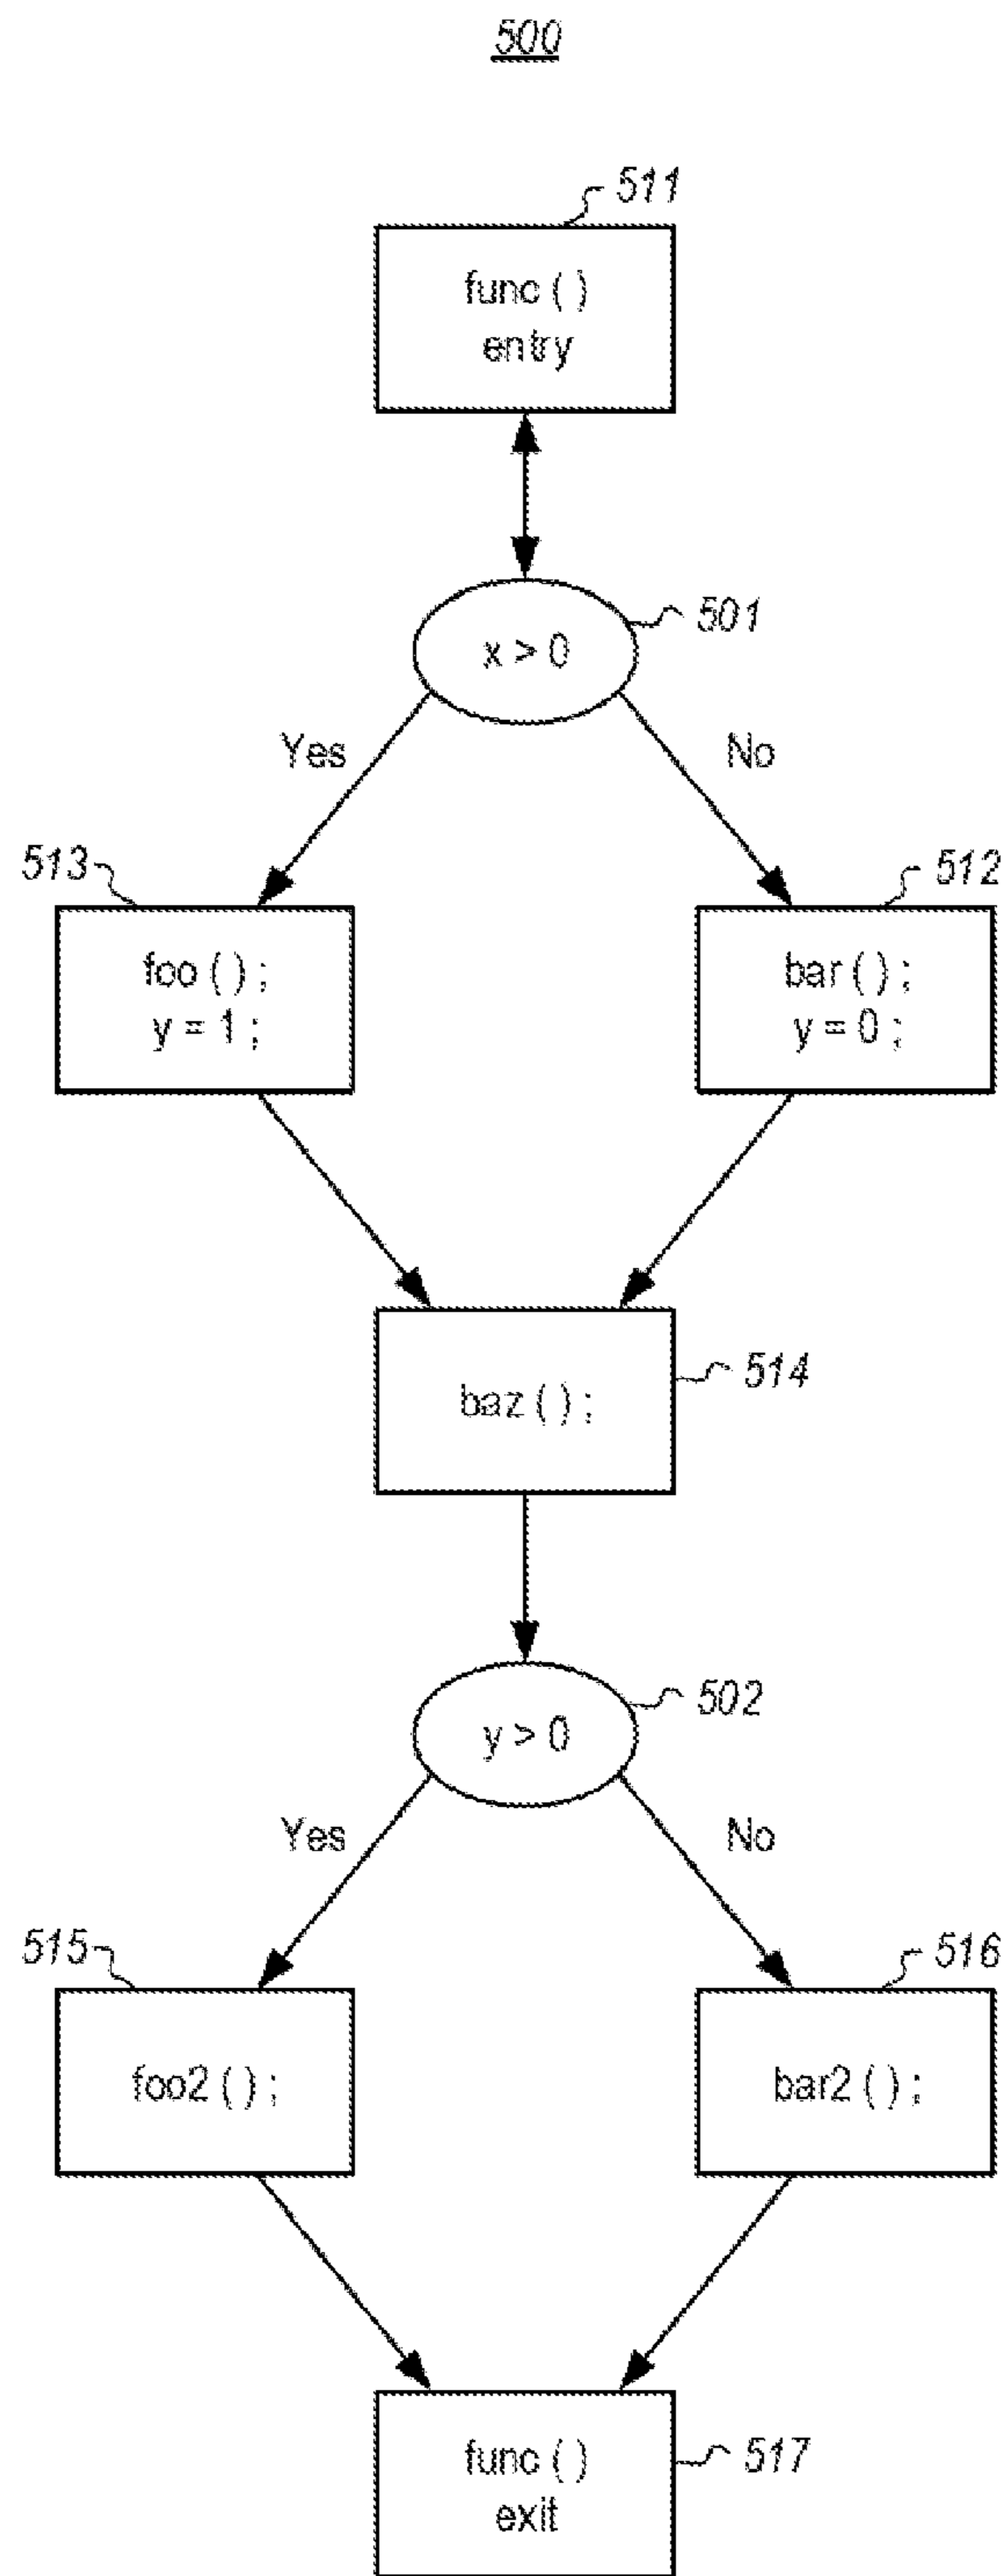 500
511
func ( )
entry
501
x > 0
Yes
No
513
512
foo ( ) ;
y = 1 ;
bar ( ) ;
y = 0 ;
514
baz ( ) ;
502
y > 0
Yes
No
515
516
foo2 ( ) ;
bar2 ( ) ;
517
func ( )
exit